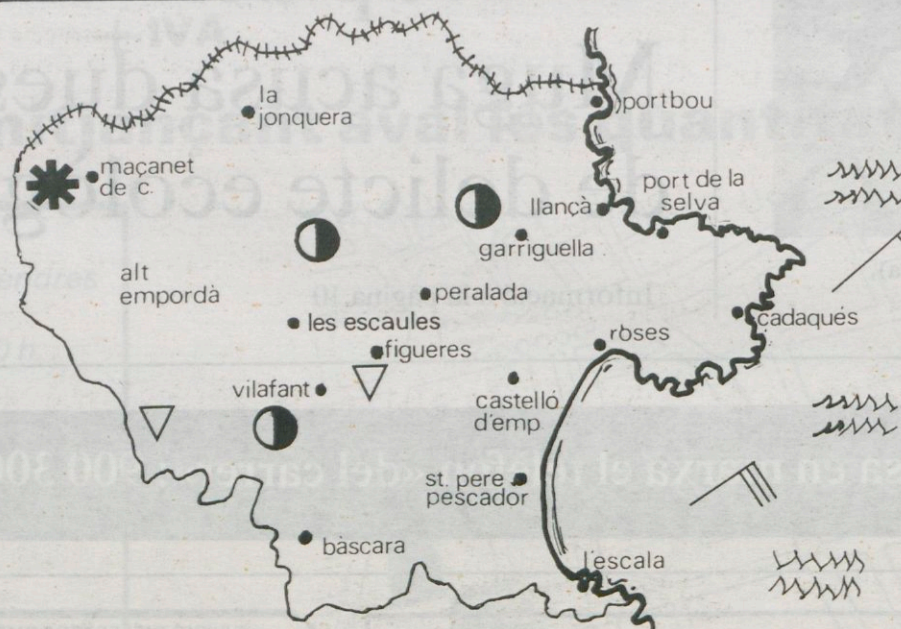 la
jonquera
portbou
maçanet
de c.
port de la
selva
llançà
garriguella
alt
empordà
peralada
les escaules
cadaqués
figueres
ròses
vilafant
castelló
d'emp.
st. pere
pescador
bàscara
l'escala